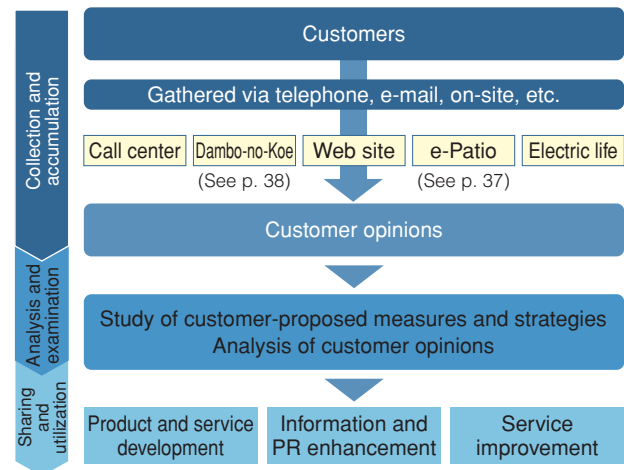 Collection and
accumulation
Customers
Gathered via telephone, e-mail, on-site, etc.
Call center
Dambo-no-Koe
Web site
e-Patio
Electric life
(See p. 38)
(See p. 37)
Customer opinions
Analysis and
examination
Study of customer-proposed measures and strategies
Analysis of customer opinions
Sharing
and
utilization
Product and service
development
Information and
PR enhancement
Service
improvement